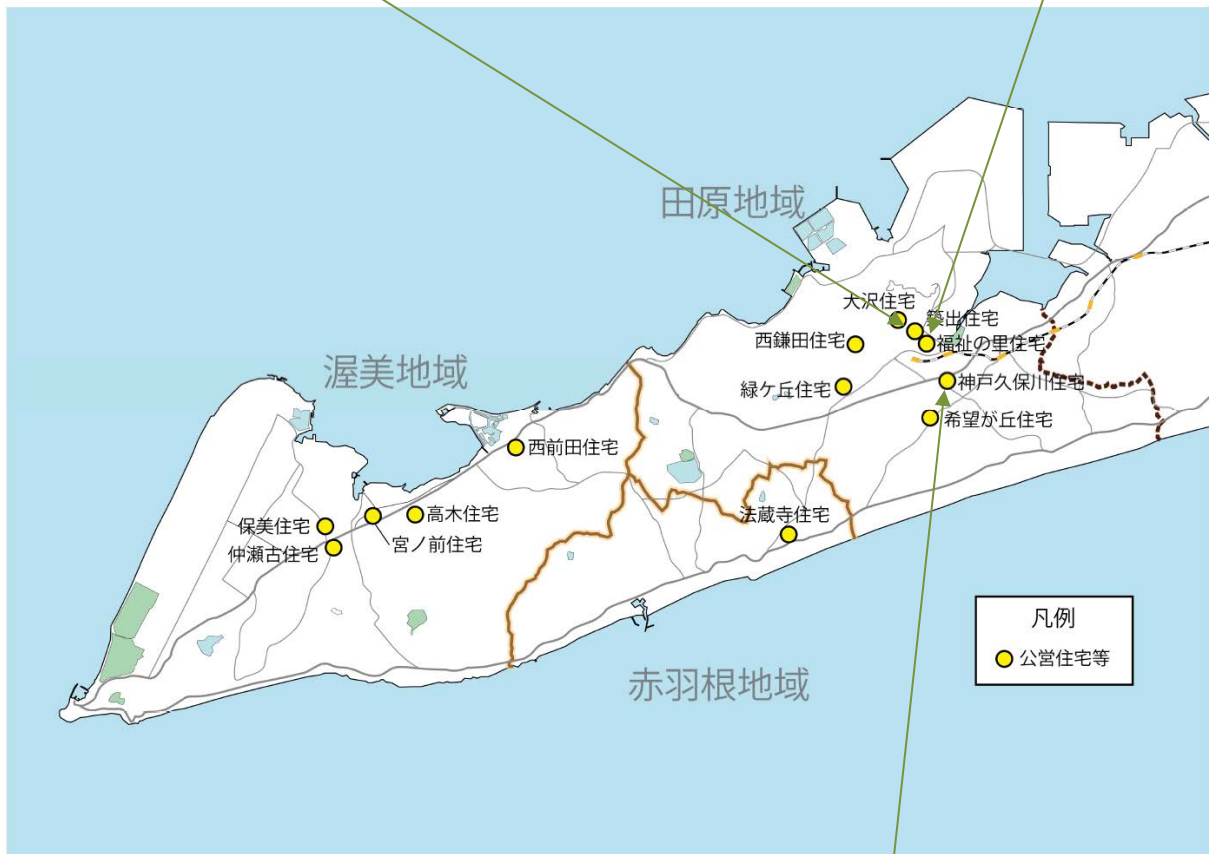 田原地域
大沢住宅
築出住宅
西鎌田住宅
福祉の里住宅
渥美地域
緑ケ丘住宅
神戸久保川住宅
希望が丘住宅
西前田住宅
高木住宅
法蔵寺住宅
保美住宅
宮ノ前住宅
仲瀬古住宅
凡例
公営住宅等
赤羽根地域